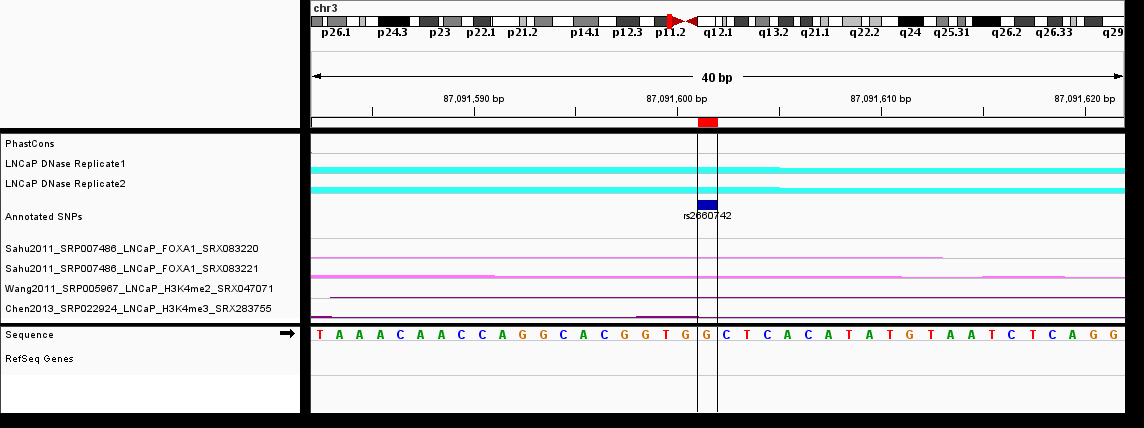 chr3
p26.1 p24.3 p23 p22.1 p21.2 p14.1 p12.3 p11.2 q12.1 q13.2 q21.1 q22.2 q24 q25.31 q26.2 q26.33 q29
40 bp
87,091,590 bp 87,091,600 bp 87,091,610 bp 87,091,620 bp
PhastCons
LNCaP DNase Replicate1
LNCaP DNase Replicate2
Annotated SNPs
rs2660742
Sahu2011_SRP007486_LNCaP_FOXA1_SRX083220
Sahu2011_SRP007486_LNCaP_FOXA1_SRX083221
Wang2011_SRP005967_LNCaP_H3K4me2_SRX047071
Chen2013_SRP022924_LNCaP_H3K4me3_SRX283755
Sequence T A A A C A A C C A G G C A C G G T G G C T C A C A T A T G T A A T C T C A G G
RefSeq Genes